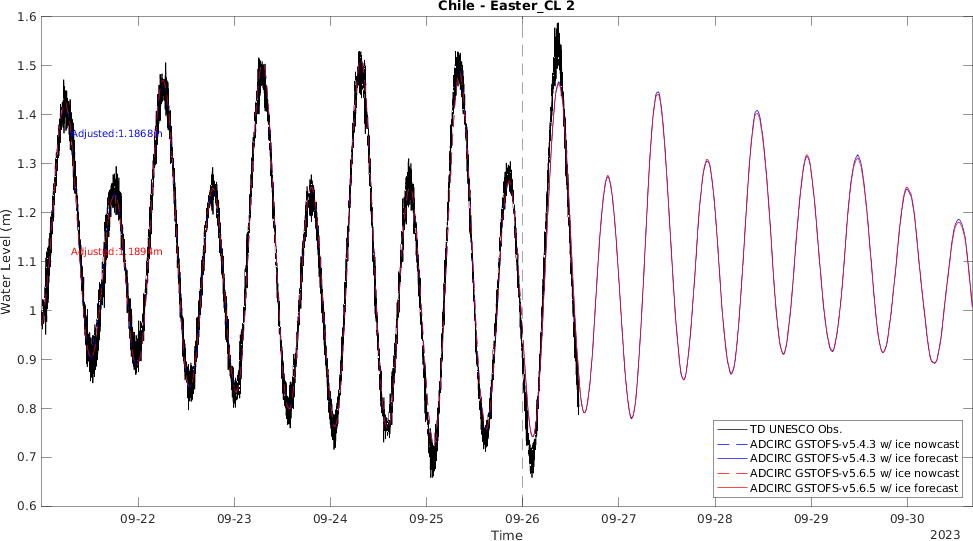 Chile - Easter_CL 2
1.6
1.5
1.4
1.3
1.2
1.1
1
0.9
0.8
0.7
0.6
Water Level (m)
Adjusted:1.1868m
Adjusted:1.1894m
TD UNESCO Obs.
ADCIRC GSTOFS-v5.4.3 w/ ice nowcast
ADCIRC GSTOFS-v5.4.3 w/ ice forecast
ADCIRC GSTOFS-v5.6.5 w/ ice nowcast
ADCIRC GSTOFS-v5.6.5 w/ ice forecast
09-22 09-23 09-24 09-25 09-26 09-27 09-28 09-29 09-30
Time
2023